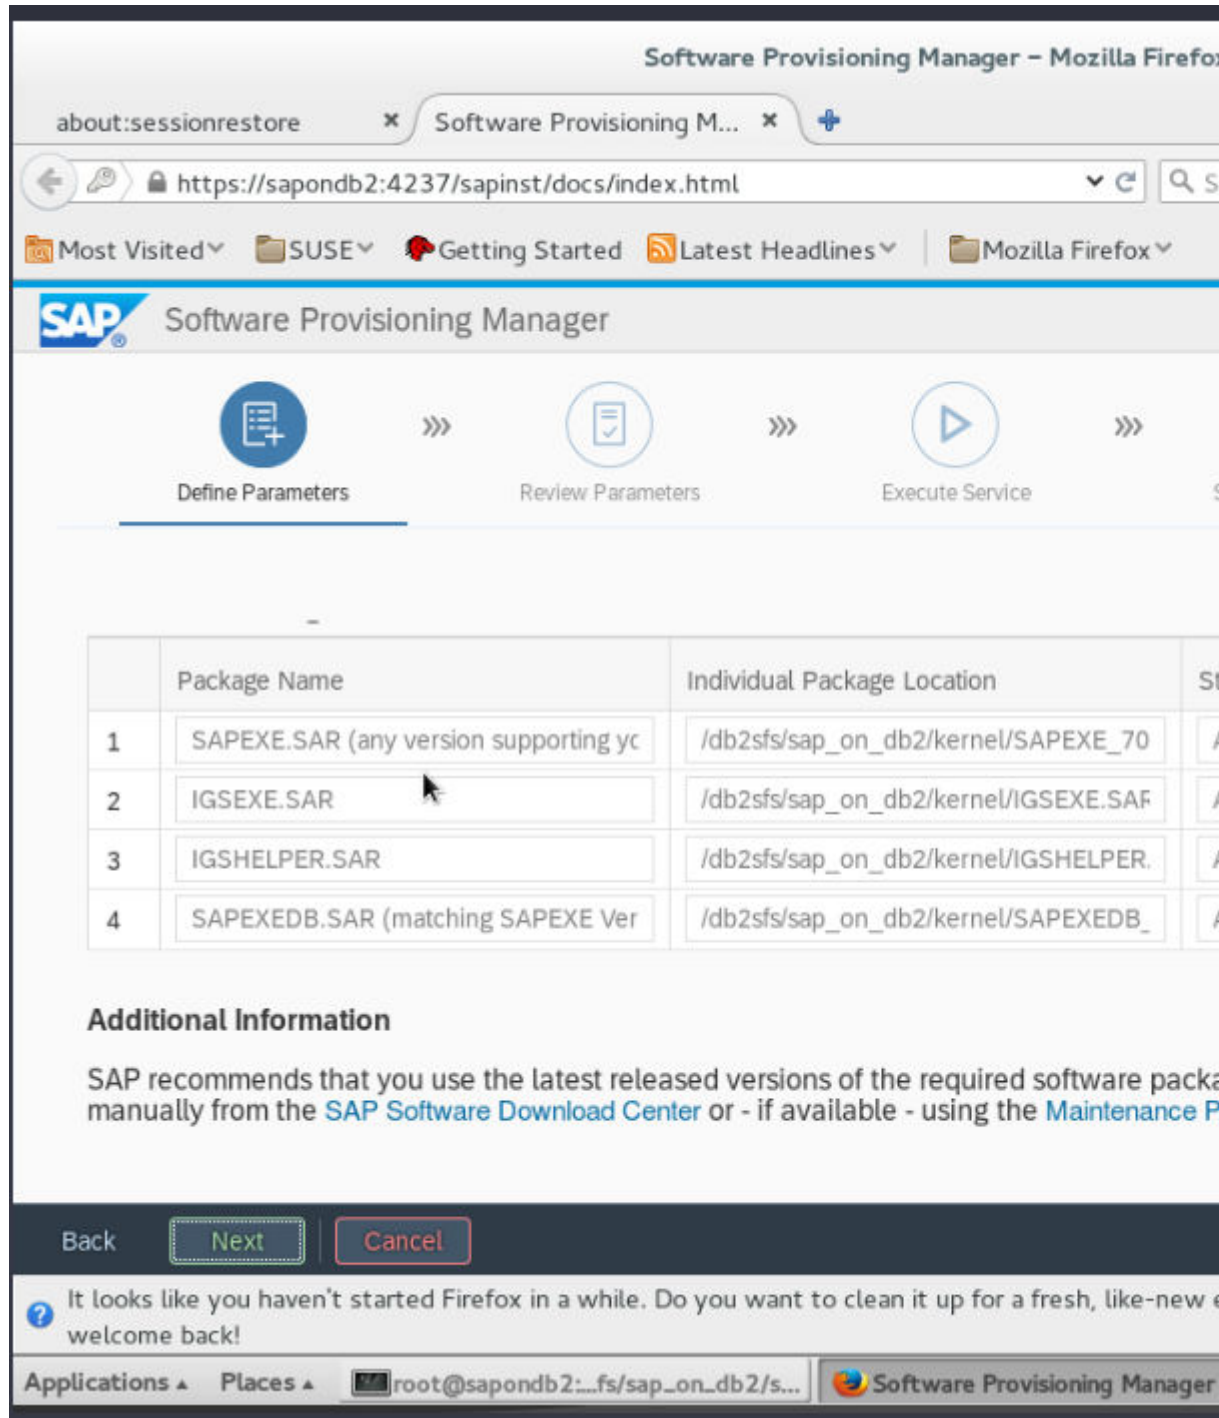 Software Provisioning Manager – Mozilla Firefox
about:sessionrestore
Software Provisioning M...
https://sapondb2:4237/sapinst/docs/index.html
Most Visited
SUSE
Getting Started
Latest Headlines
Mozilla Firefox
SAP Software Provisioning Manager
Define Parameters
Review Parameters
Execute Service
Package Name
Individual Package Location
1 SAPEXE.SAR (any version supporting yo /db2sfs/sap_on_db2/kernel/SAPEXE_70
2 IGSEXE.SAR /db2sfs/sap_on_db2/kernel/IGSEXE.SAR
3 IGSHELPER.SAR /db2sfs/sap_on_db2/kernel/IGSHELPER.
4 SAPEXEDB.SAR (matching SAPEXE Ver /db2sfs/sap_on_db2/kernel/SAPEXEDB_
Additional Information
SAP recommends that you use the latest released versions of the required software packa
manually from the SAP Software Download Center or - if available - using the Maintenance P
Back
Next
Cancel
It looks like you haven't started Firefox in a while. Do you want to clean it up for a fresh, like-new e
welcome back!
Applications Places root@sapondb2:...fs/sap_on_db2/s... Software Provisioning Manager